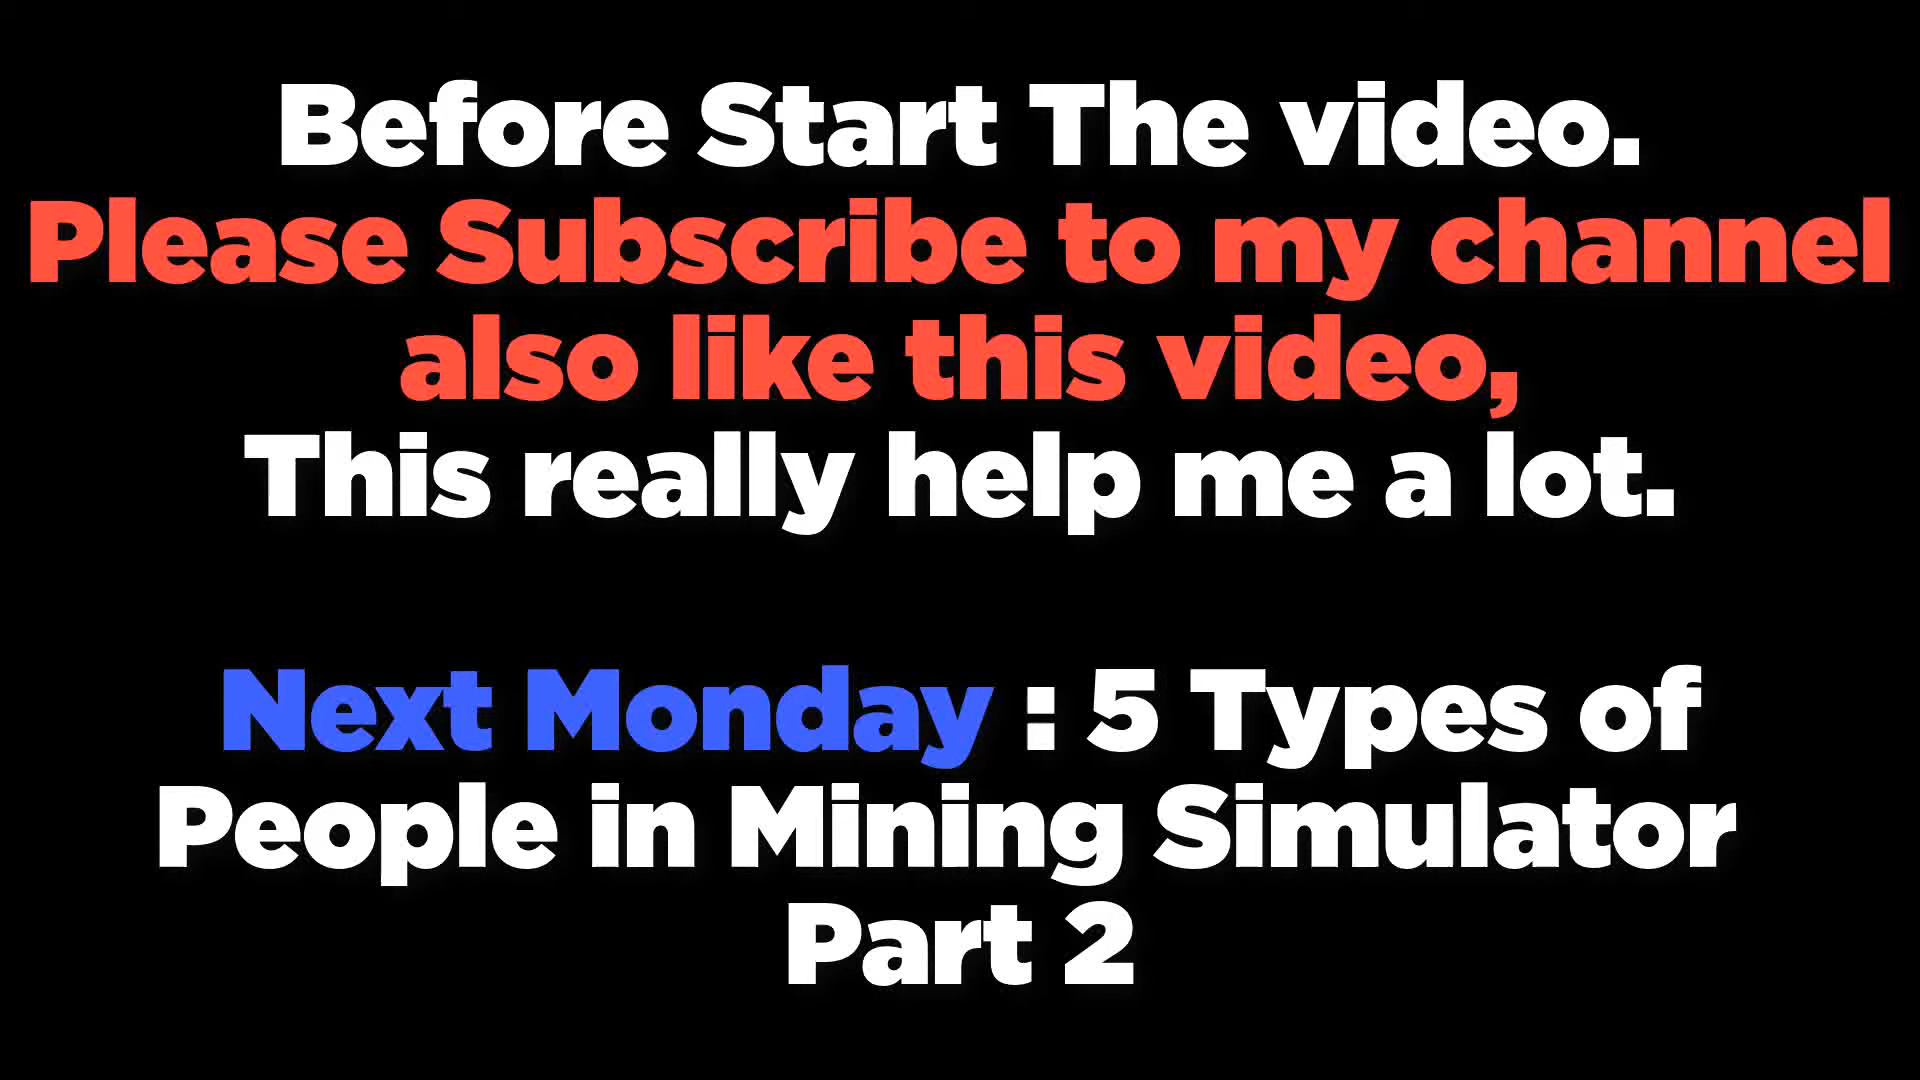 Before Start The video.
Please Subscribe to my channel
also like this video,
This really help me a lot.
Next Monday : 5 Types of
People in Mining Simulator
Part 2